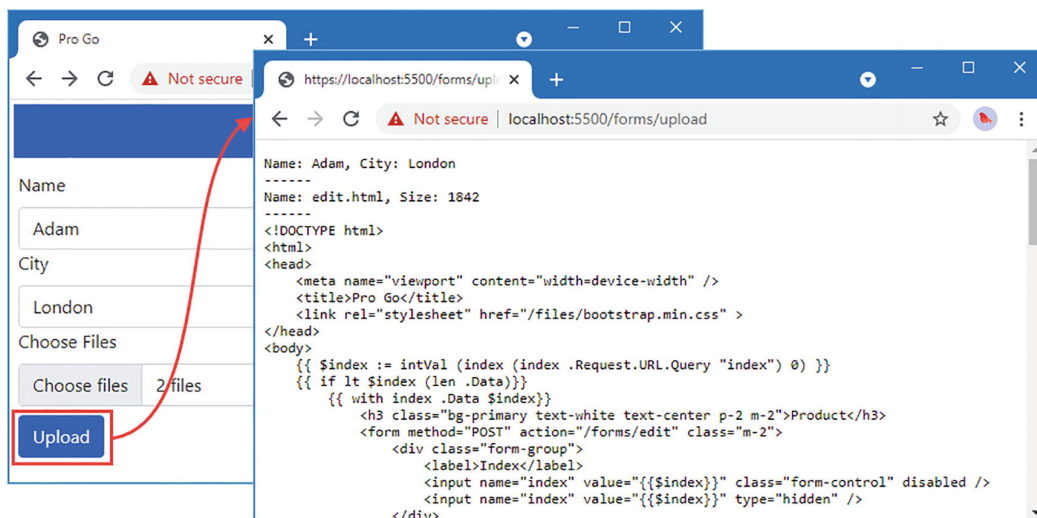 Pro Go
Not secure
Name
Adam
City
London
Choose Files
Choose files 2 files
Upload
https://localhost:5500/forms/upl
Not secure | localhost:5500/forms/upload
Name: Adam, City: London
------
Name: edit.html, Size: 1842
------
<!DOCTYPE html>
<html>
<head>
    <meta name="viewport" content="width=device-width" />
    <title>Pro Go</title>
    <link rel="stylesheet" href="/files/bootstrap.min.css" >
</head>
<body>
    {{ $index := intVal (index (index .Request.URL.Query "index") 0) }}
    {{ if lt $index (len .Data)}}
        {{ with index .Data $index}}
            <h3 class="bg-primary text-white text-center p-2 m-2">Product</h3>
            <form method="POST" action="/forms/edit" class="m-2">
                <div class="form-group">
                    <label>Index</label>
                    <input name="index" value="{{$index}}" class="form-control" disabled />
                    <input name="index" value="{{$index}}" type="hidden" />
                </div>